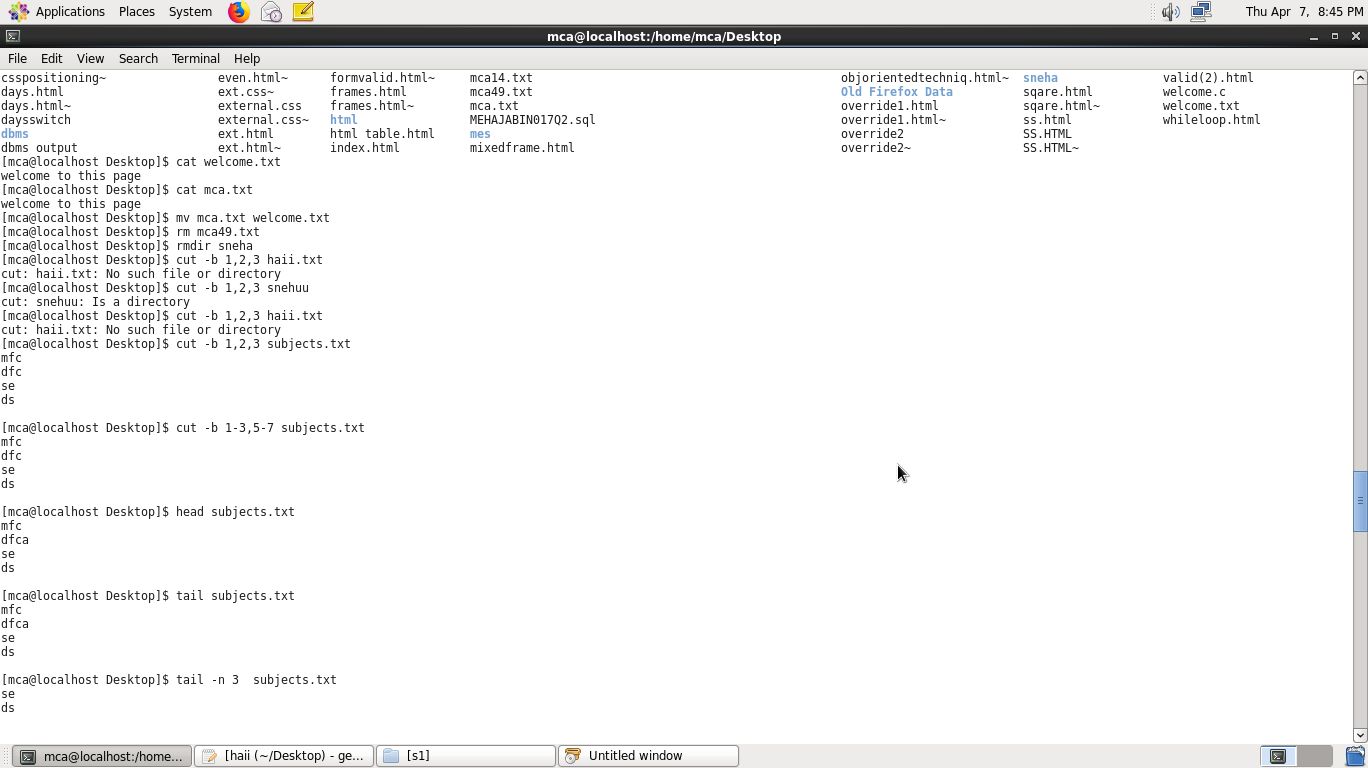 Applications Places System Thu Apr 7, 8:45 PM
mca@localhost:/home/mca/Desktop
File Edit View Search Terminal Help
csspositioning~ even.html~ formvalid.html~ mca14.txt objorientedtechniq.html~ sneha valid(2).html
days.html ext.css~ frames.html mca49.txt Old Firefox Data sqare.html welcome.c
days.html~ external.css frames.html~ mca.txt override1.html sqare.html~ welcome.txt
daysswitch external.css~ html MEHAJABIN017Q2.sql override1.html~ ss.html whileloop.html
dbms ext.html html table.html mes override2 SS.HTML
dbms output ext.html~ index.html mixedframe.html override2~ SS.HTML~
[mca@localhost Desktop]$ cat welcome.txt
welcome to this page
[mca@localhost Desktop]$ cat mca.txt
welcome to this page
[mca@localhost Desktop]$ mv mca.txt welcome.txt
[mca@localhost Desktop]$ rm mca49.txt
[mca@localhost Desktop]$ rmdir sneha
[mca@localhost Desktop]$ cut -b 1,2,3 haii.txt
cut: haii.txt: No such file or directory
[mca@localhost Desktop]$ cut -b 1,2,3 snehuu
cut: snehuu: Is a directory
[mca@localhost Desktop]$ cut -b 1,2,3 haii.txt
cut: haii.txt: No such file or directory
[mca@localhost Desktop]$ cut -b 1,2,3 subjects.txt
mfc
dfc
se
ds
[mca@localhost Desktop]$ cut -b 1-3,5-7 subjects.txt
mfc
dfc
se
ds
[mca@localhost Desktop]$ head subjects.txt
mfc
dfca
se
ds
[mca@localhost Desktop]$ tail subjects.txt
mfc
dfca
se
ds
[mca@localhost Desktop]$ tail -n 3  subjects.txt
se
ds
mca@localhost:/home... [haii (~/Desktop) - ge... [s1] Untitled window